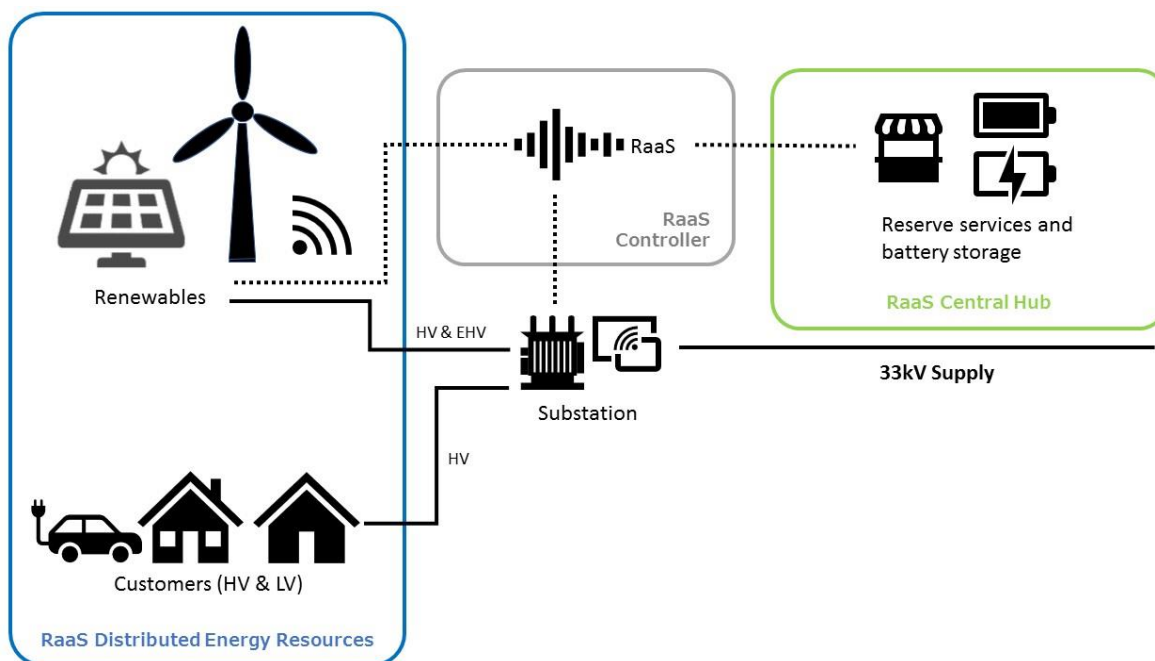 RaaS
RaaS
Controller
Reserve services and
battery storage
RaaS Central Hub
Renewables
HV & EHV
33kV Supply
Substation
HV
Customers (HV & LV)
RaaS Distributed Energy Resources